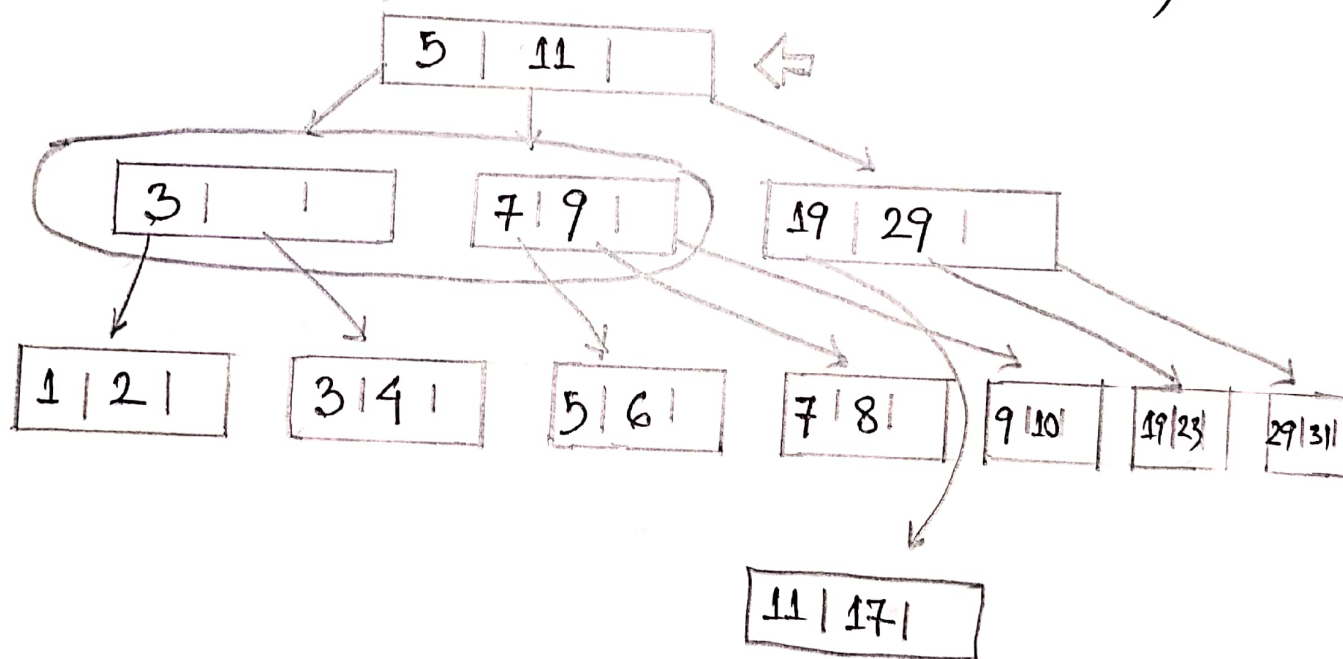 5 | 11 |
3 | |
7 | 9 |
19 | 29 |
1 | 2 |
3 | 4 |
5 | 6 |
7 | 8 |
9 | 10 |
19 | 23 |
29 | 31 |
11 | 17 |